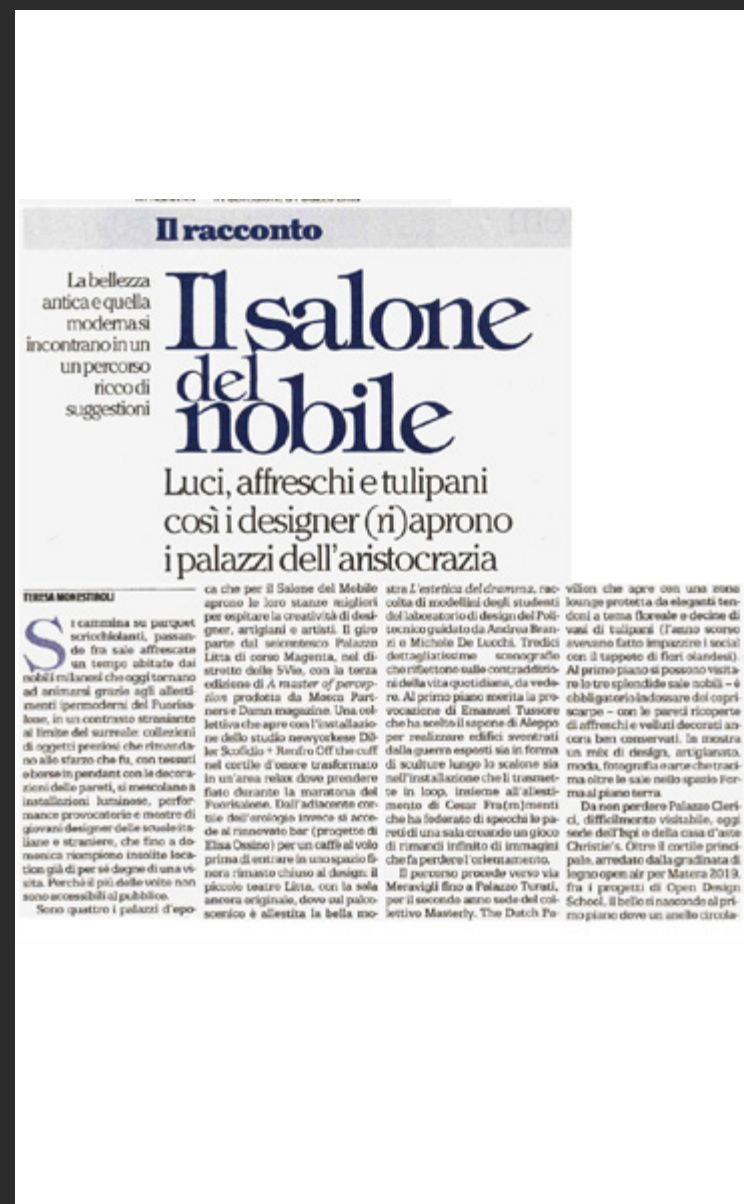 Il racconto
La bellezza
antica e quella
moderna si
incontrano in un
un percorso
ricco di
suggestioni
Il salone
del
nobile
Luci, affreschi e tulipani
così i designer (ri)aprono
i palazzi dell'aristocrazia
TERESA MONESTIROLI
Si cammina su parquet
scricchiolanti, passan-
do fra sale affrescate
un tempo abitate dai
nobili milanesi che oggi tornano
ad animarsi grazie agli allesti-
menti ipermoderni del Fuorisa-
lone, in un contrasto straniante
al limite del surreale: collezioni
di oggetti preziosi che rimanda-
no allo sfarzo che fu, con tessuti
e borse in pendant con le decora-
zioni delle pareti, si mescolano a
installazioni luminose, perfor-
mance provocatorie e mostre di
giovani designer delle scuole ita-
liane e straniere, che fino a do-
menica riempiono insolite loca-
tion già di per sé degne di una vi-
sita. Perché il più delle volte non
sono accessibili al pubblico.
Sono quattro i palazzi d'epo-
ca che per il Salone del Mobile
aprono le loro stanze migliori
per ospitare la creatività di desi-
gner, artigiani e artisti. Il giro
parte dal seicentesco Palazzo
Litta di corso Magenta, nel di-
stretto delle 5Vie, con la terza
edizione di A master of percep-
tion prodotta da Mosca Part-
ners e Damn magazine. Una col-
lettiva che apre con l'installazio-
ne dello studio newyorkese Dil-
ler Scofidio + Renfro Off the cuff
nel cortile d'onore trasformato
in un'area relax dove prendere
fiato durante la maratona del
Fuorisalone. Dall'adiacente cor-
tile dell'orologio invece si acce-
de al rinnovato bar (progetto di
Elisa Ossino) per un caffè al volo
prima di entrare in uno spazio fi-
nora rimasto chiuso al design: il
piccolo teatro Litta, con la sala
ancora originale, dove sul palco-
scenico è allestita la bella mo-
stra L'estetica del dramma, rac-
colta di modellini degli studenti
del laboratorio di design del Poli-
tecnico guidato da Andrea Bran-
zi e Michele De Lucchi. Tredici
dettagliatissime scenografie
che riflettono sulle contraddizio-
ni della vita quotidiana, da vede-
re. Al primo piano merita la pro-
vocazione di Emanuel Tussore
che ha scelto il sapone di Aleppo
per realizzare edifici sventrati
dalla guerra esposti sia in forma
di sculture lungo lo scalone sia
nell'installazione che li trasmet-
te in loop, insieme all'allesti-
mento di Cesar Fra(m)menti
che ha foderato di specchi le pa-
reti di una sala creando un gioco
di rimandi infinito di immagini
che fa perdere l'orientamento.
Il percorso procede verso via
Meravigli fino a Palazzo Turati,
per il secondo anno sede del col-
lettivo Masterly. The Dutch Pa-
vilion che apre con una zona
lounge protetta da eleganti ten-
doni a tema floreale e decine di
vasi di tulipani (l'anno scorso
avevano fatto impazzire i social
con il tappeto di fiori olandesi).
Al primo piano si possono visita-
re lo tre splendide sale nobili – è
obbligatorio indossare dei copri-
scarpe – con le pareti ricoperte
di affreschi e velluti decorati an-
cora ben conservati. In mostra
un mix di design, artigianato,
moda, fotografia e arte che traci-
ma oltre le sale nello spazio For-
ma al piano terra.
Da non perdere Palazzo Cleri-
ci, difficilmente visitabile, oggi
sede dell'Ispi e della casa d'aste
Christie's. Oltre il cortile princi-
pale, arredato dalla gradinata di
legno open air per Matera 2019,
fra i progetti di Open Design
School, il bello si nasconde al pri-
mo piano dove un anello circola-